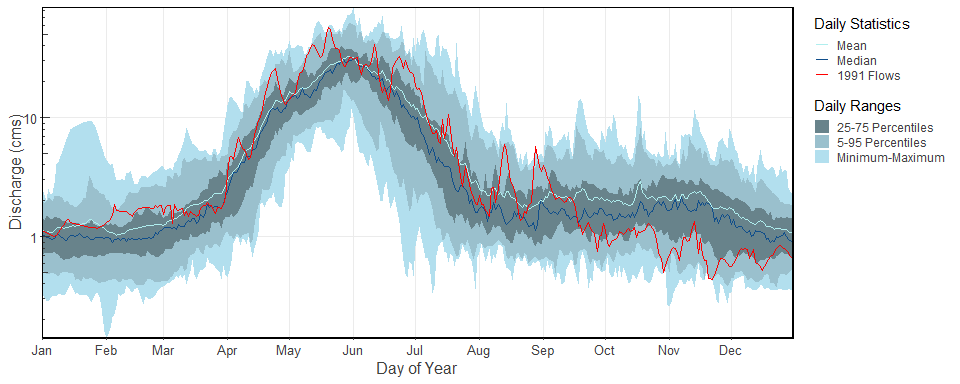 Discharge (cms)
10
1
Jan Feb Mar Apr May Jun Jul Aug Sep Oct Nov Dec
Day of Year
Daily Statistics
Mean
Median
1991 Flows
Daily Ranges
25-75 Percentiles
5-95 Percentiles
Minimum-Maximum